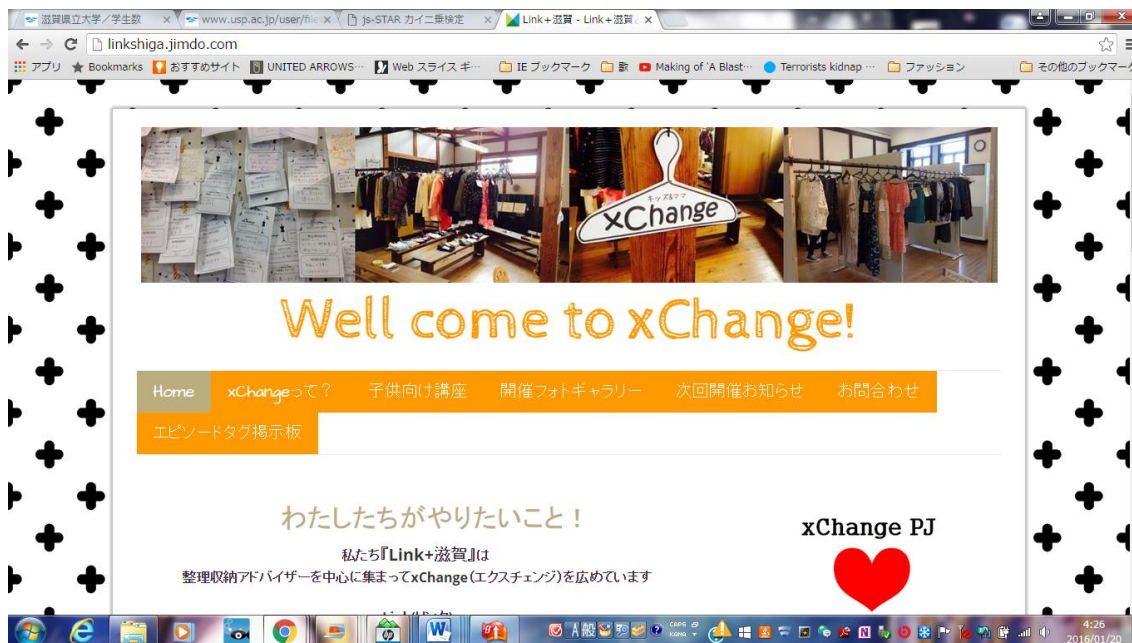 滋賀県立大学／学生数
www.usp.ac.jp/user/file
js-STAR カイ二乗検定
Link+滋賀 - Link+滋賀
linkshiga.jimdo.com
アプリ Bookmarks おすすめサイト UNITED ARROWS… Web スライス ギ… IE ブックマーク 歌 Making of 'A Blast… Terrorists kidnap … ファッション その他のブックマーク
キッズ&ママ
xChange
Well come to xChange!
Home xChangeって？ 子供向け講座 開催フォトギャラリー 次回開催お知らせ お問合わせ
エピソードタグ掲示板
わたしたちがやりたいこと！
xChange PJ
私たち『Link+滋賀』は
整理収納アドバイザーを中心に集まってxChange（エクスチェンジ）を広めています
A 般 CAPS KANA
4:26
2016/01/20